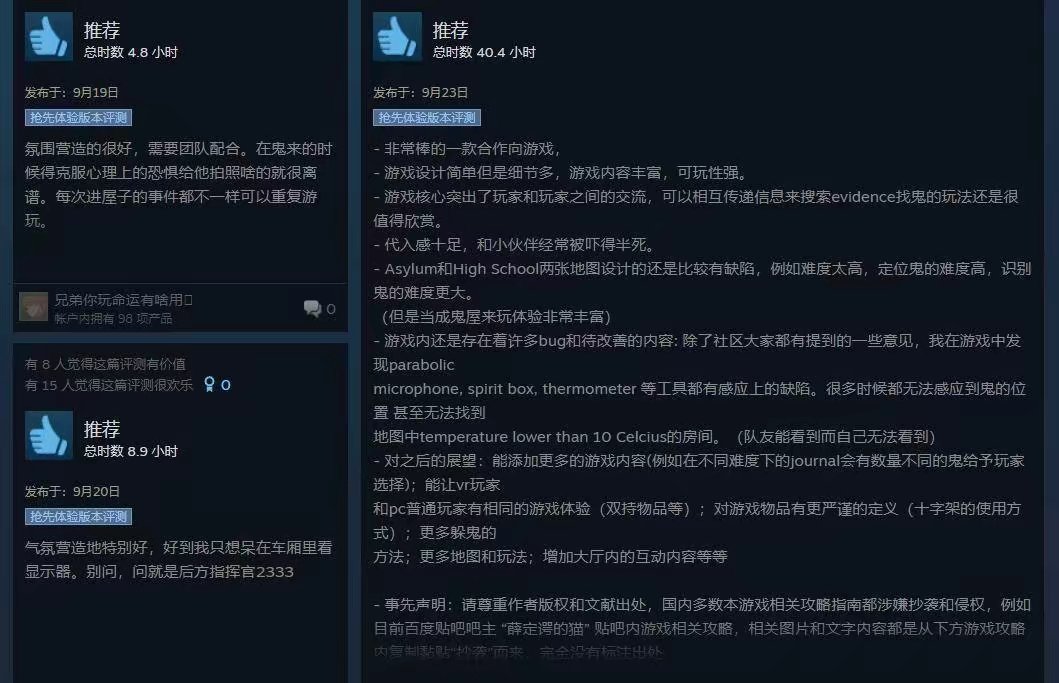 推荐
总时数 4.8 小时
发布于：9月19日
抢先体验版本评测
氛围营造的很好，需要团队配合。在鬼来的时
候得克服心理上的恐惧给他拍照啥的就很离
谱。每次进屋子的事件都不一样可以重复游
玩。
兄弟你玩命运有啥用
帐户内拥有 98 项产品
0
有 8 人觉得这篇评测有价值
有 15 人觉得这篇评测很欢乐 0
推荐
总时数 8.9 小时
发布于：9月20日
抢先体验版本评测
气氛营造地特别好，好到我只想呆在车厢里看
显示器。别问，问就是后方指挥官2333
推荐
总时数 40.4 小时
发布于：9月23日
抢先体验版本评测
- 非常棒的一款合作向游戏，
- 游戏设计简单但是细节多，游戏内容丰富，可玩性强。
- 游戏核心突出了玩家和玩家之间的交流，可以相互传递信息来搜索evidence找鬼的玩法还是很
值得欣赏。
- 代入感十足，和小伙伴经常被吓得半死。
- Asylum和High School两张地图设计的还是比较有缺陷，例如难度太高，定位鬼的难度高，识别
鬼的难度更大。
（但是当成鬼屋来玩体验非常丰富）
- 游戏内还是存在着许多bug和待改善的内容: 除了社区大家都有提到的一些意见，我在游戏中发
现parabolic
microphone, spirit box, thermometer 等工具都有感应上的缺陷。很多时候都无法感应到鬼的位
置 甚至无法找到
地图中temperature lower than 10 Celcius的房间。（队友能看到而自己无法看到）
- 对之后的展望：能添加更多的游戏内容(例如在不同难度下的journal会有数量不同的鬼给予玩家
选择)；能让vr玩家
和pc普通玩家有相同的游戏体验（双持物品等）；对游戏物品有更严谨的定义（十字架的使用方
式）；更多躲鬼的
方法；更多地图和玩法；增加大厅内的互动内容等等
- 事先声明：请尊重作者版权和文献出处，国内多数本游戏相关攻略指南都涉嫌抄袭和侵权，例如
目前百度贴吧吧主 “薛定谔的猫” 贴吧内游戏相关攻略，相关图片和文字内容都是从下方游戏攻略
内复制黏贴“抄袭”而来，完全没有标注出处